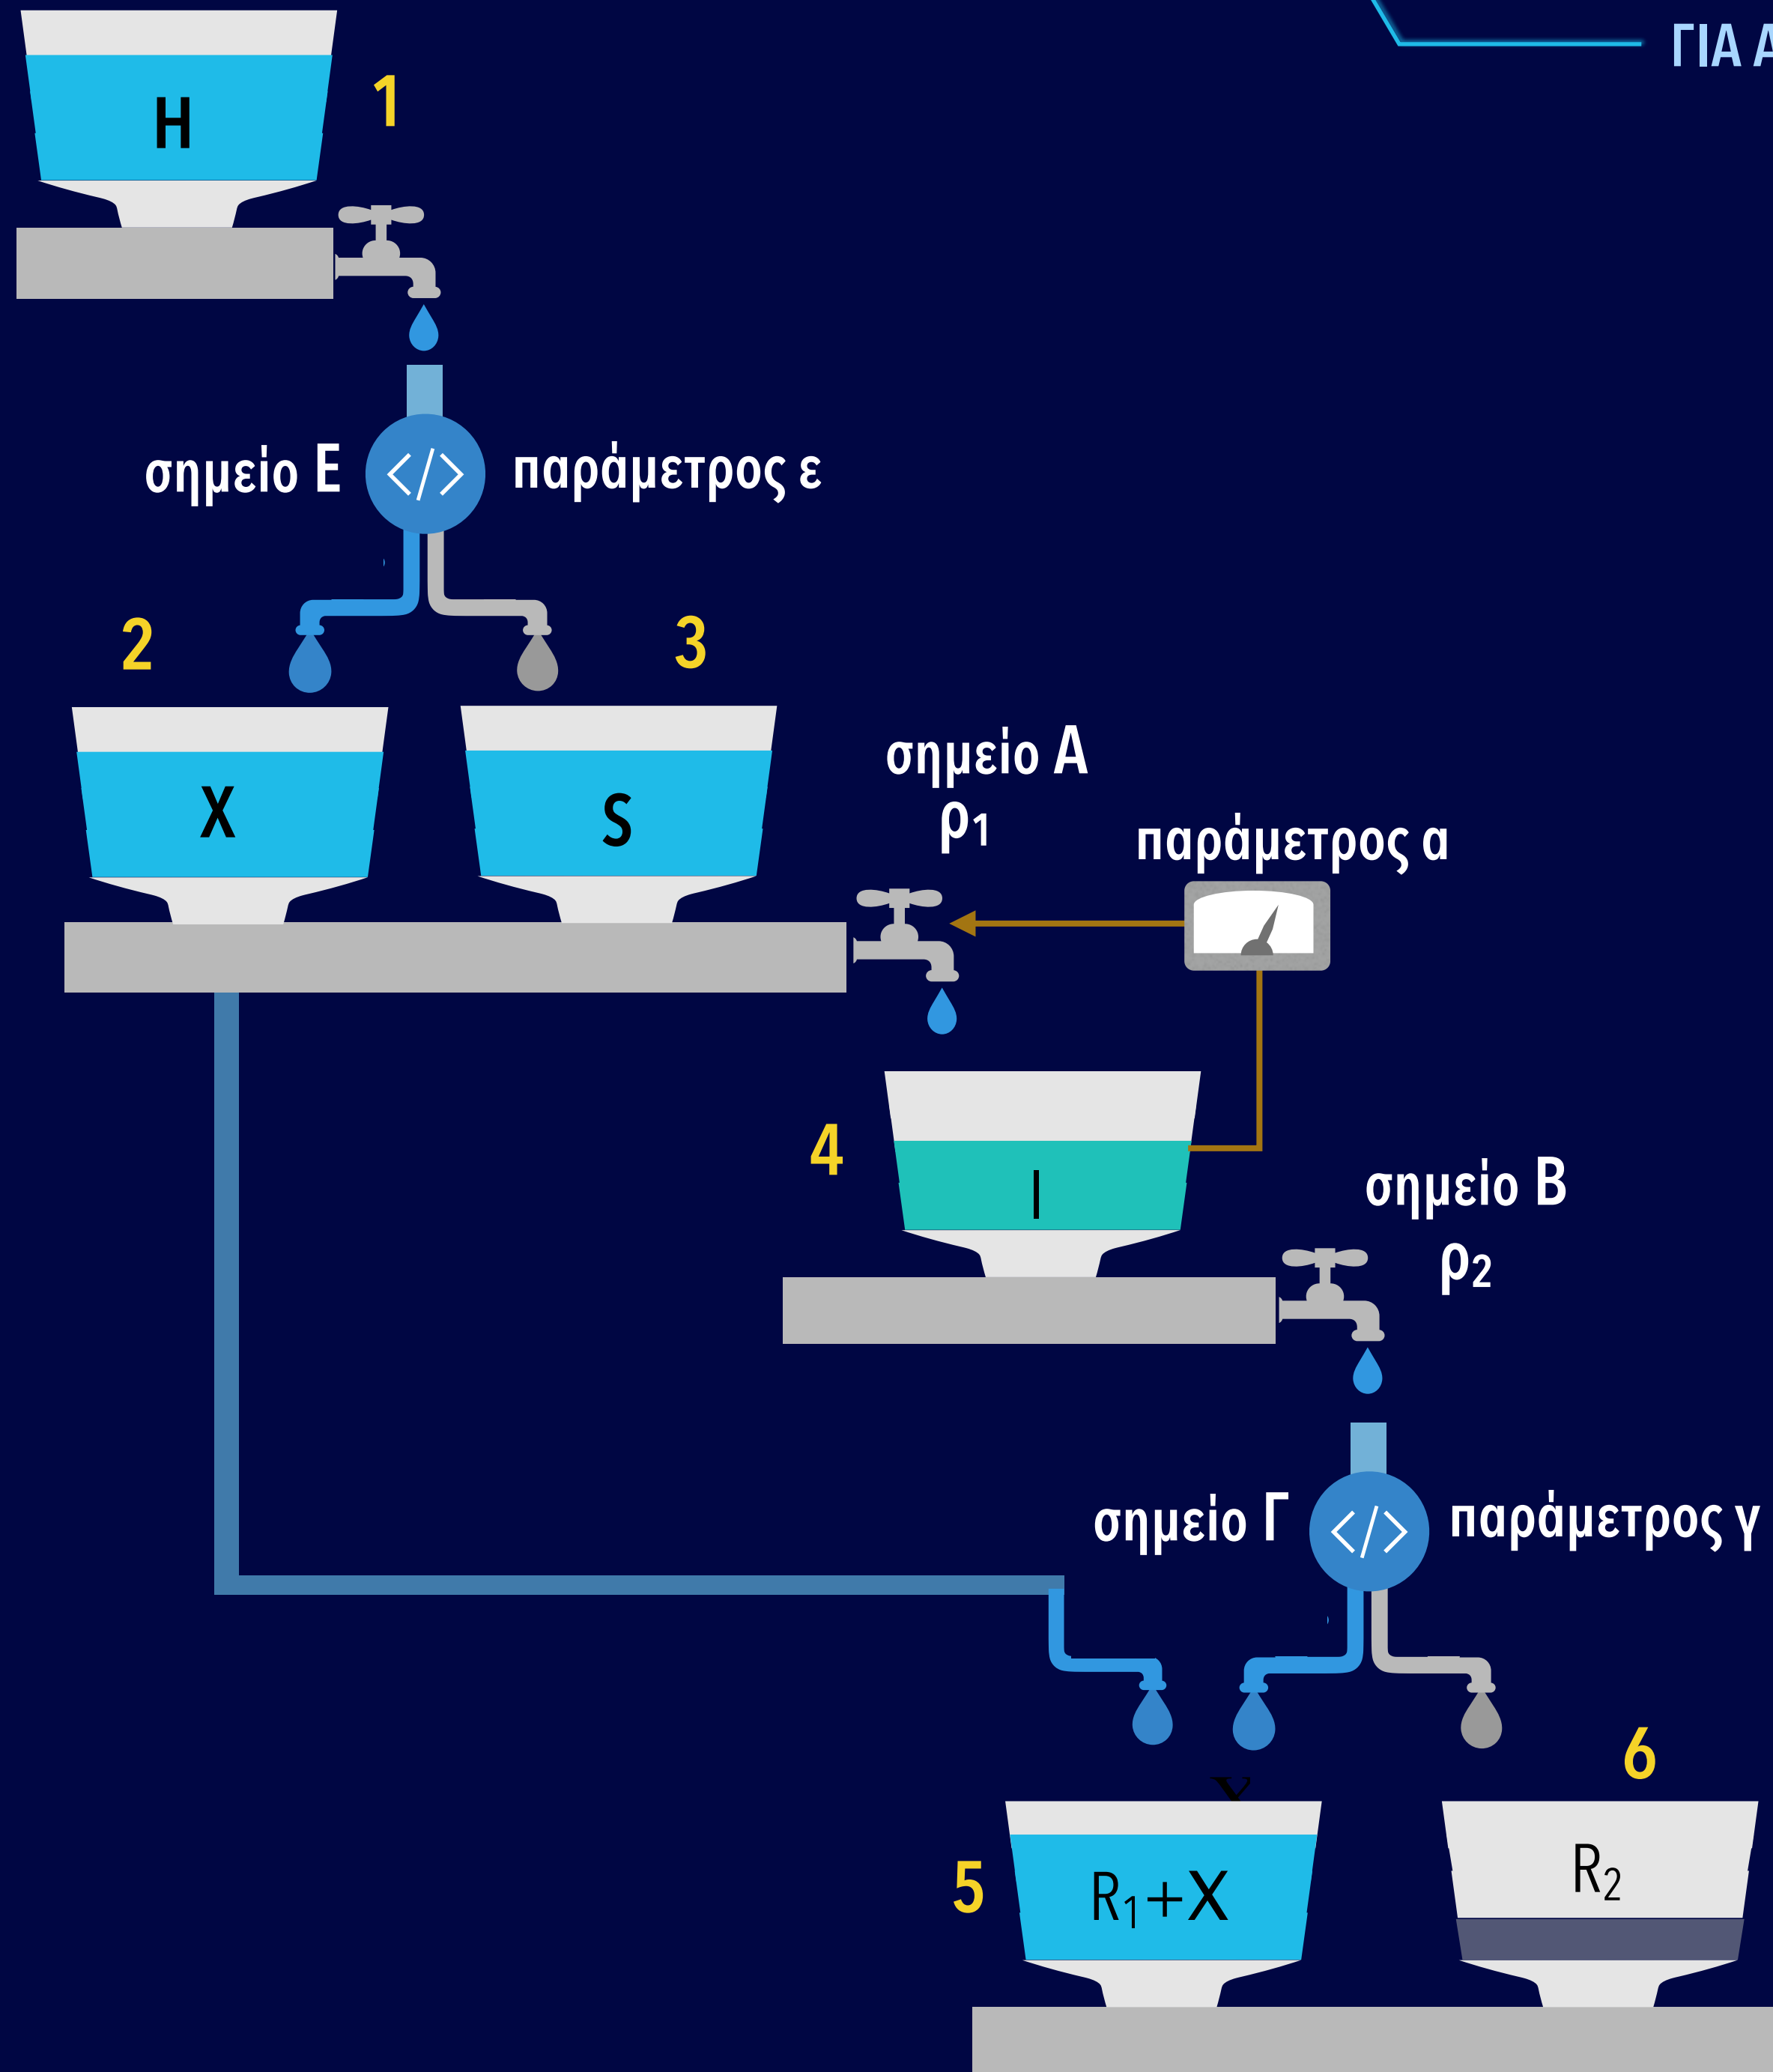 ΓΙΑ Α
H
1
σημείο Ε
παράμετρος ε
2
3
X
S
σημείο Α
ρ1
παράμετρος α
4
I
σημείο Β
ρ2
σημείο Γ
παράμετρος γ
6
X
5
R1+X
R2